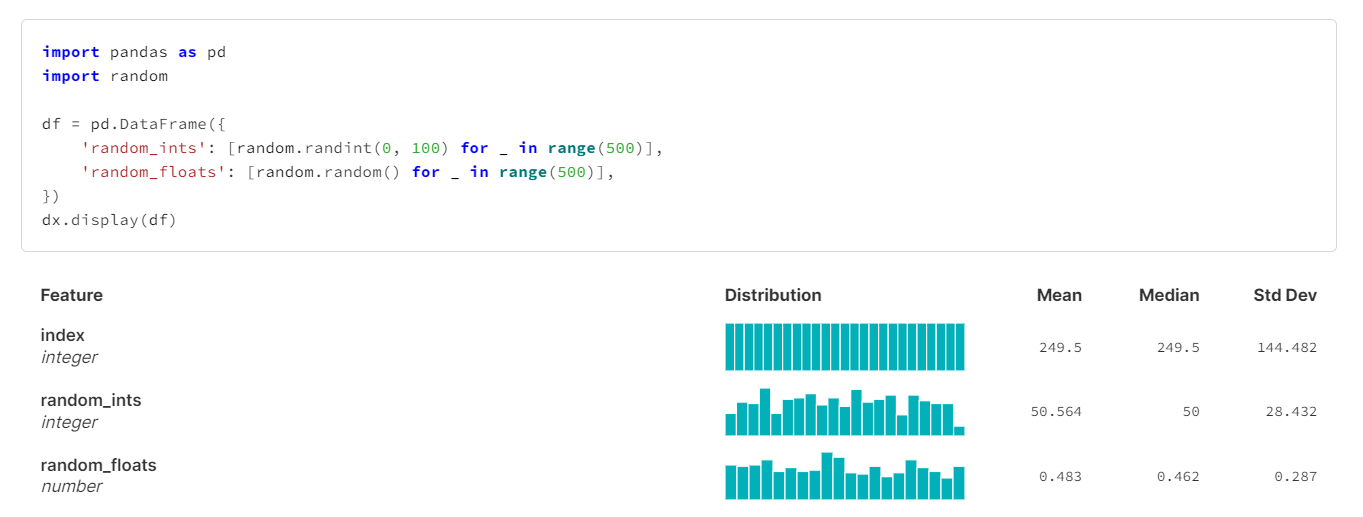 import pandas as pd
import random
df = pd.DataFrame({
    'random_ints': [random.randint(0, 100) for _ in range(500)],
    'random_floats': [random.random() for _ in range(500)],
})
dx.display(df)
Feature Distribution Mean Median Std Dev
index
integer
249.5 249.5 144.482
random_ints
integer
50.564 50 28.432
random_floats
number
0.483 0.462 0.287